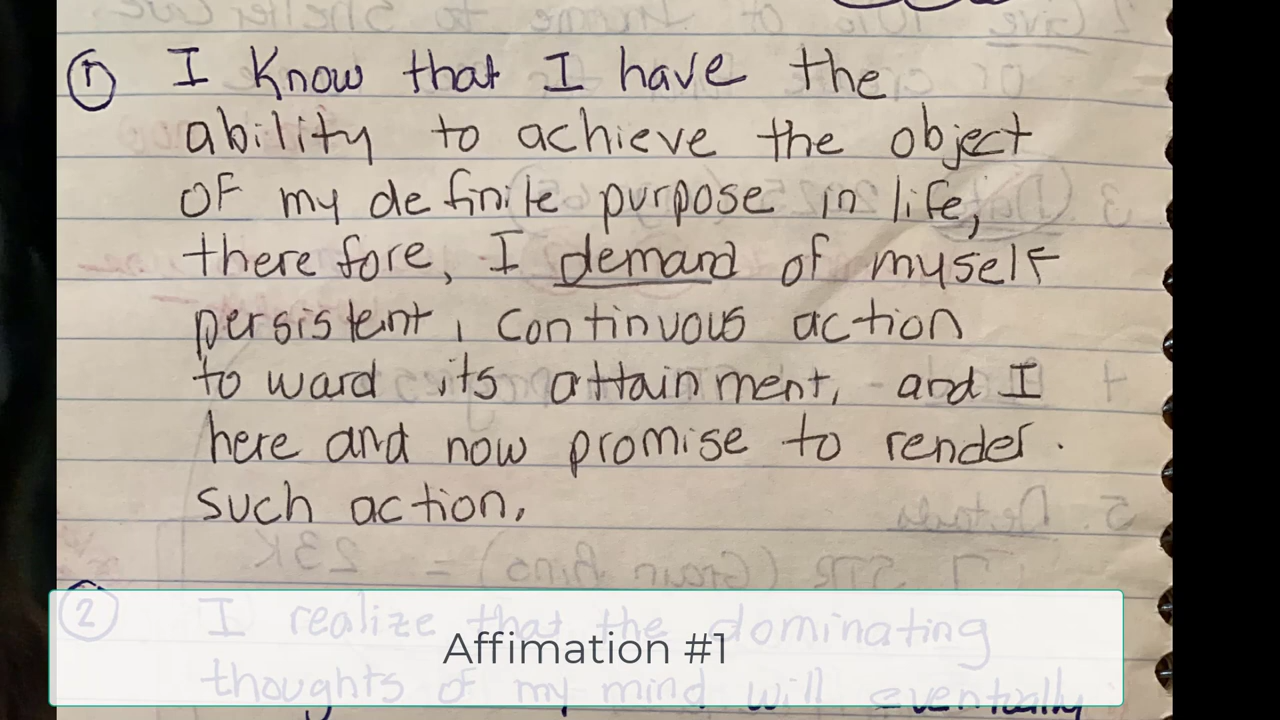 1 I Know that I have the
ability to achieve the object
OF my definite purpose in life,
therefore, I demand of myself
persistent, continuous action
toward its attainment, and I
here and now promise to render.
such action.
2 I realize that the dominating
Affimation #1
thoughts of my mind will eventually